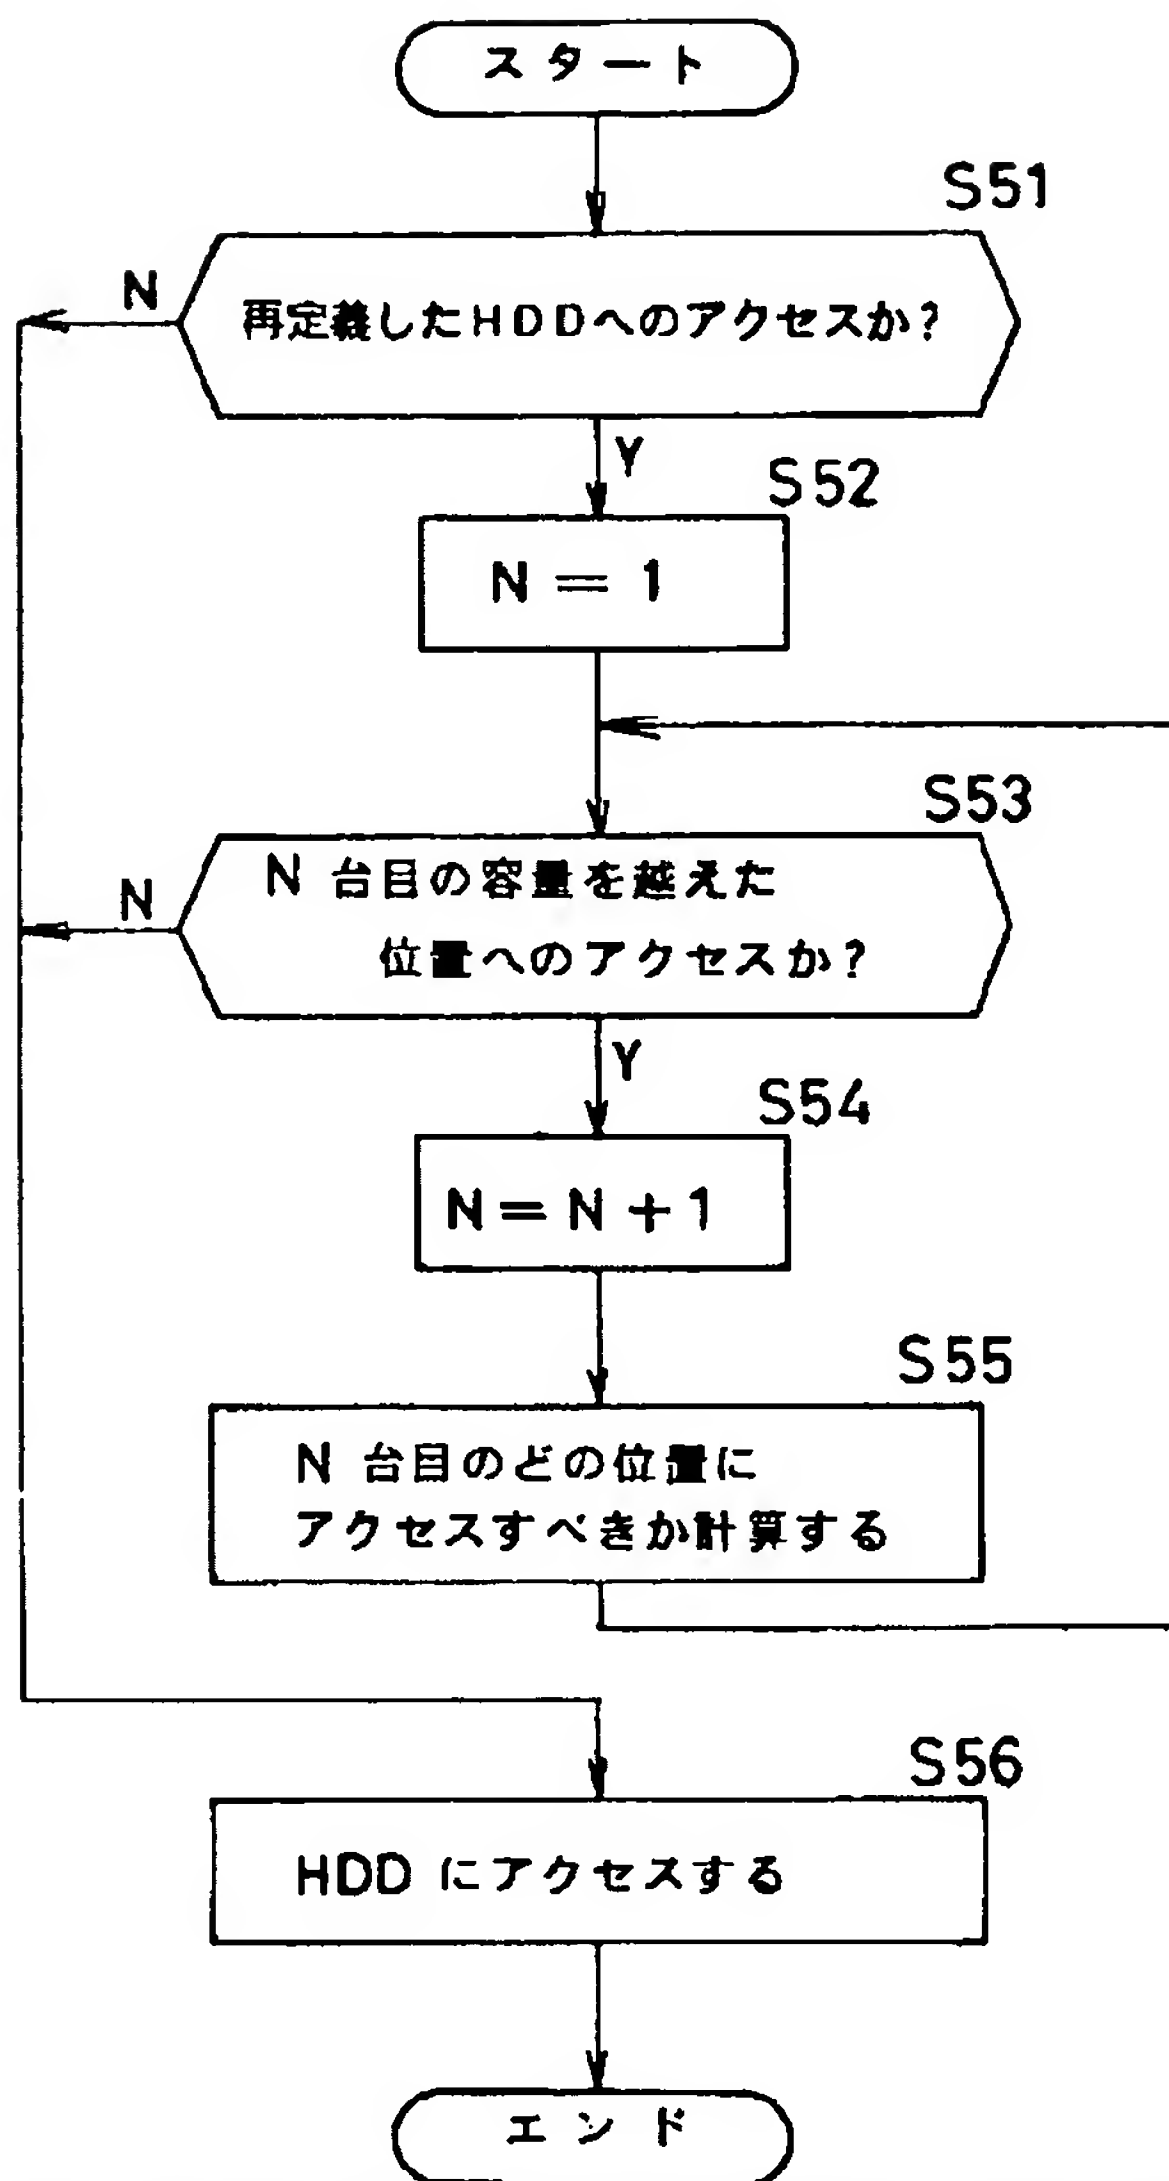 スタート
S51
N
再定義したHDDへのアクセスか?
Y
S52
N = 1
S53
N
N 台目の容量を越えた
位置へのアクセスか?
Y
S54
N = N + 1
S55
N 台目のどの位置に
アクセスすべきか計算する
S56
HDD にアクセスする
エンド